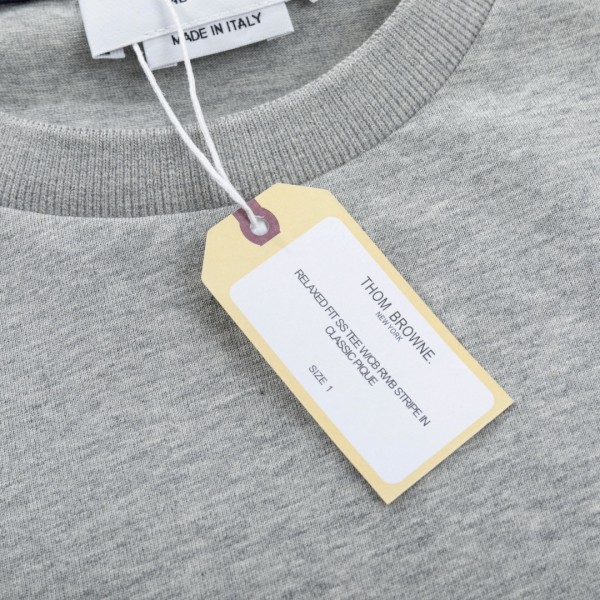 MADE IN ITALY
THOM BROWNE.
NEW YORK
RELAXED FIT SS TEE W/CB RWB STRIPE IN
CLASSIC PIQUE
SIZE 1